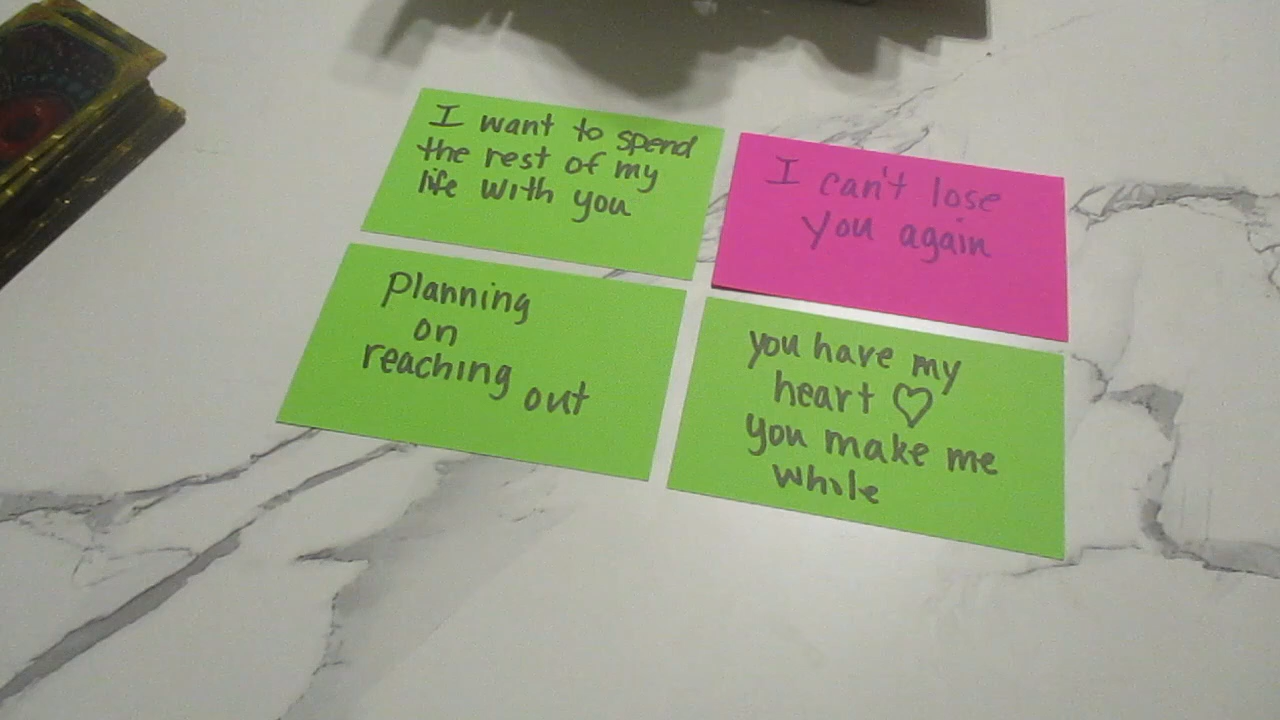 I want to spend
the rest of my
life with you
I can't lose
you again
Planning
on
reaching out
you have my
heart ♡
you make me
whole